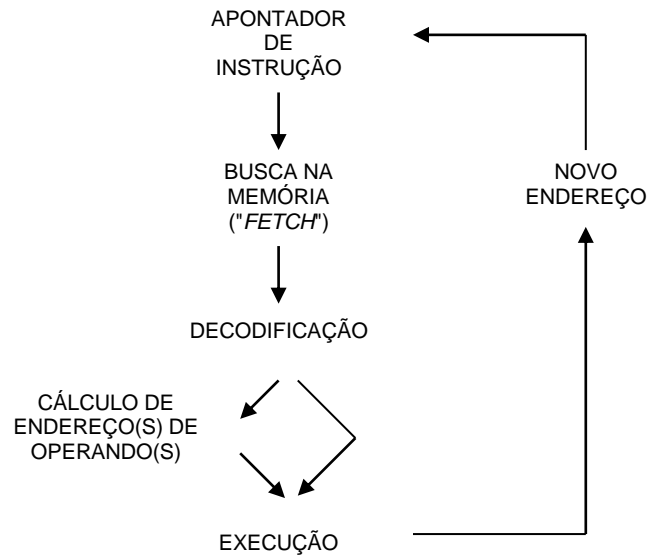 APONTADOR
DE
INSTRUÇÃO
BUSCA NA
MEMÓRIA
("FETCH")
NOVO
ENDEREÇO
DECODIFICAÇÃO
CÁLCULO DE
ENDEREÇO(S) DE
OPERANDO(S)
EXECUÇÃO